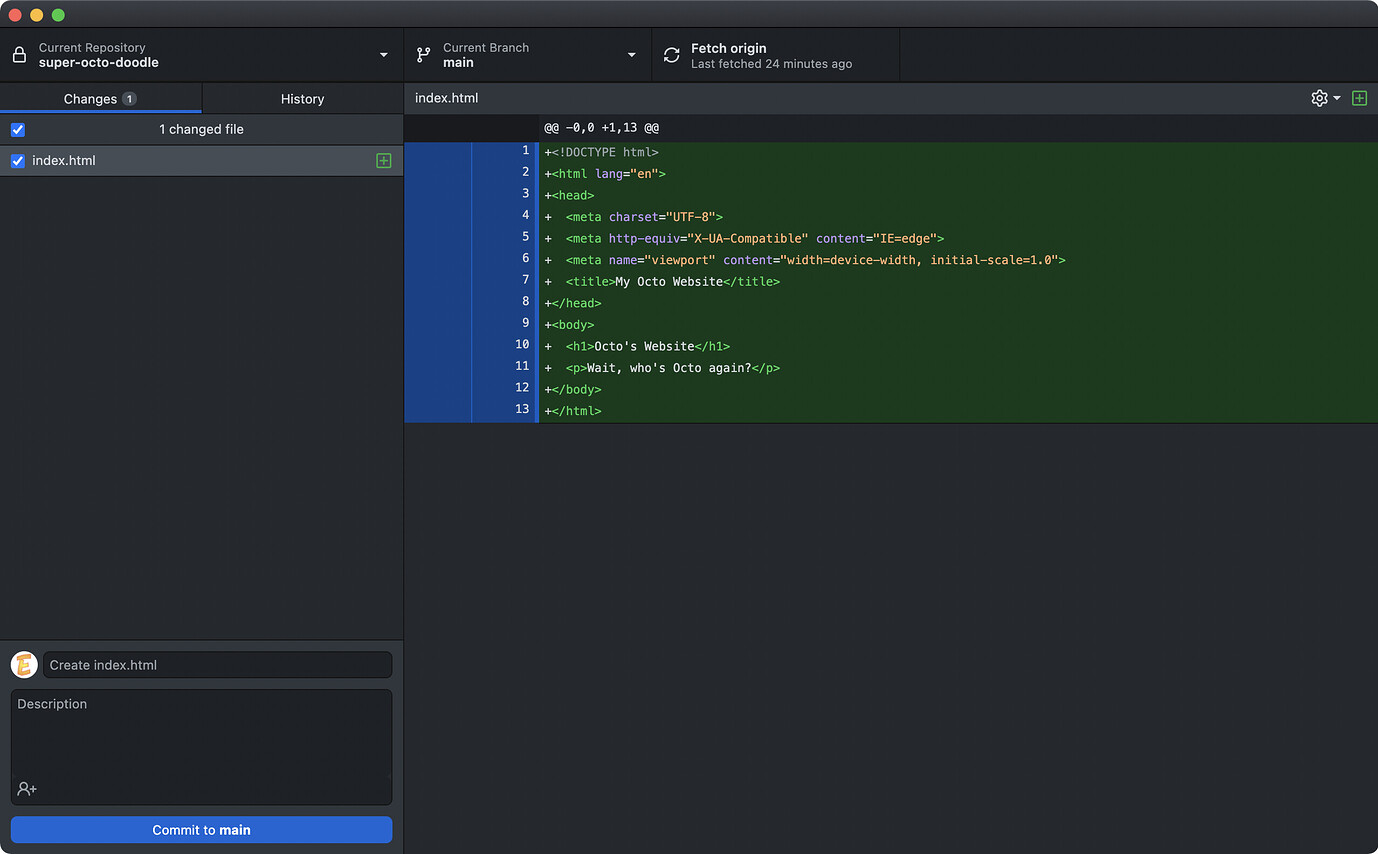 Current Repository
super-octo-doodle
Current Branch
main
Fetch origin
Last fetched 24 minutes ago
Changes 1
History
1 changed file
index.html
index.html
@@ -0,0 +1,13 @@
1 +<!DOCTYPE html>
2 +<html lang="en">
3 +<head>
4 +  <meta charset="UTF-8">
5 +  <meta http-equiv="X-UA-Compatible" content="IE=edge">
6 +  <meta name="viewport" content="width=device-width, initial-scale=1.0">
7 +  <title>My Octo Website</title>
8 +</head>
9 +<body>
10 +  <h1>Octo's Website</h1>
11 +  <p>Wait, who's Octo again?</p>
12 +</body>
13 +</html>
E
Create index.html
Description
Commit to main